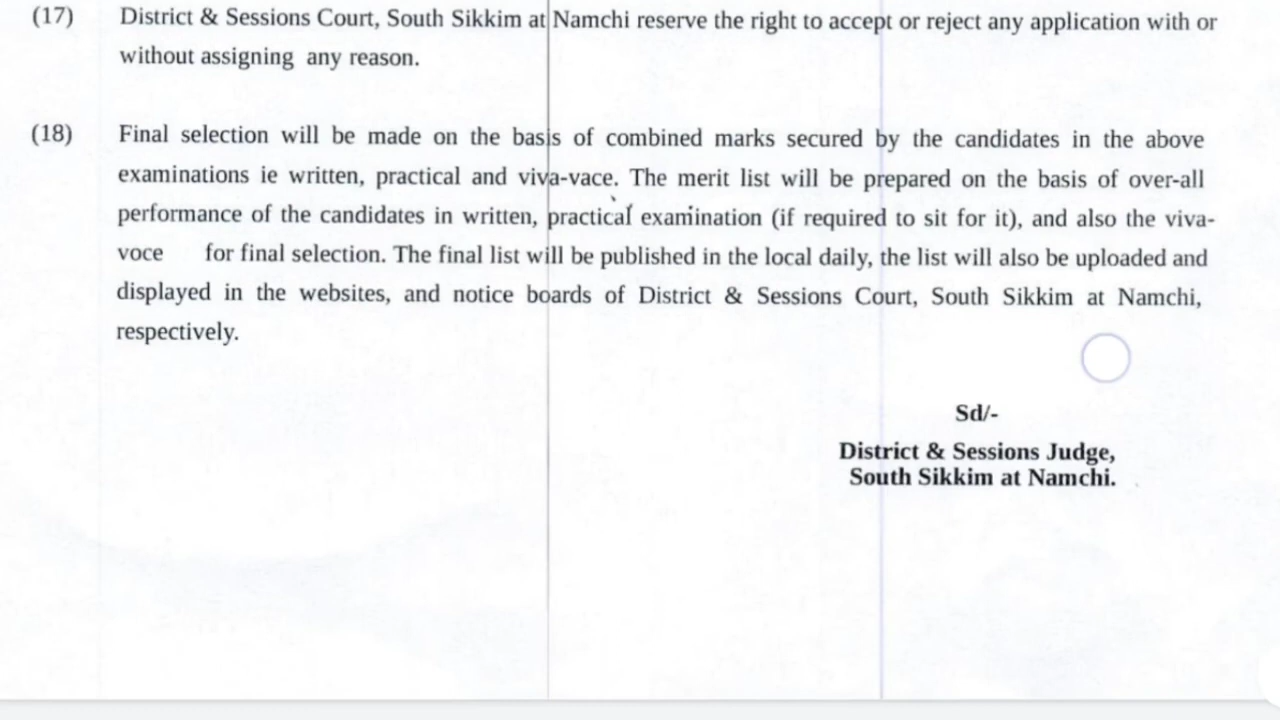 (17) District & Sessions Court, South Sikkim at Namchi reserve the right to accept or reject any application with or
without assigning any reason.
(18) Final selection will be made on the basis of combined marks secured by the candidates in the above
examinations ie written, practical and viva-vace. The merit list will be prepared on the basis of over-all
performance of the candidates in written, practical examination (if required to sit for it), and also the viva-
voce for final selection. The final list will be published in the local daily, the list will also be uploaded and
displayed in the websites, and notice boards of District & Sessions Court, South Sikkim at Namchi,
respectively.
Sd/-
District & Sessions Judge,
South Sikkim at Namchi.